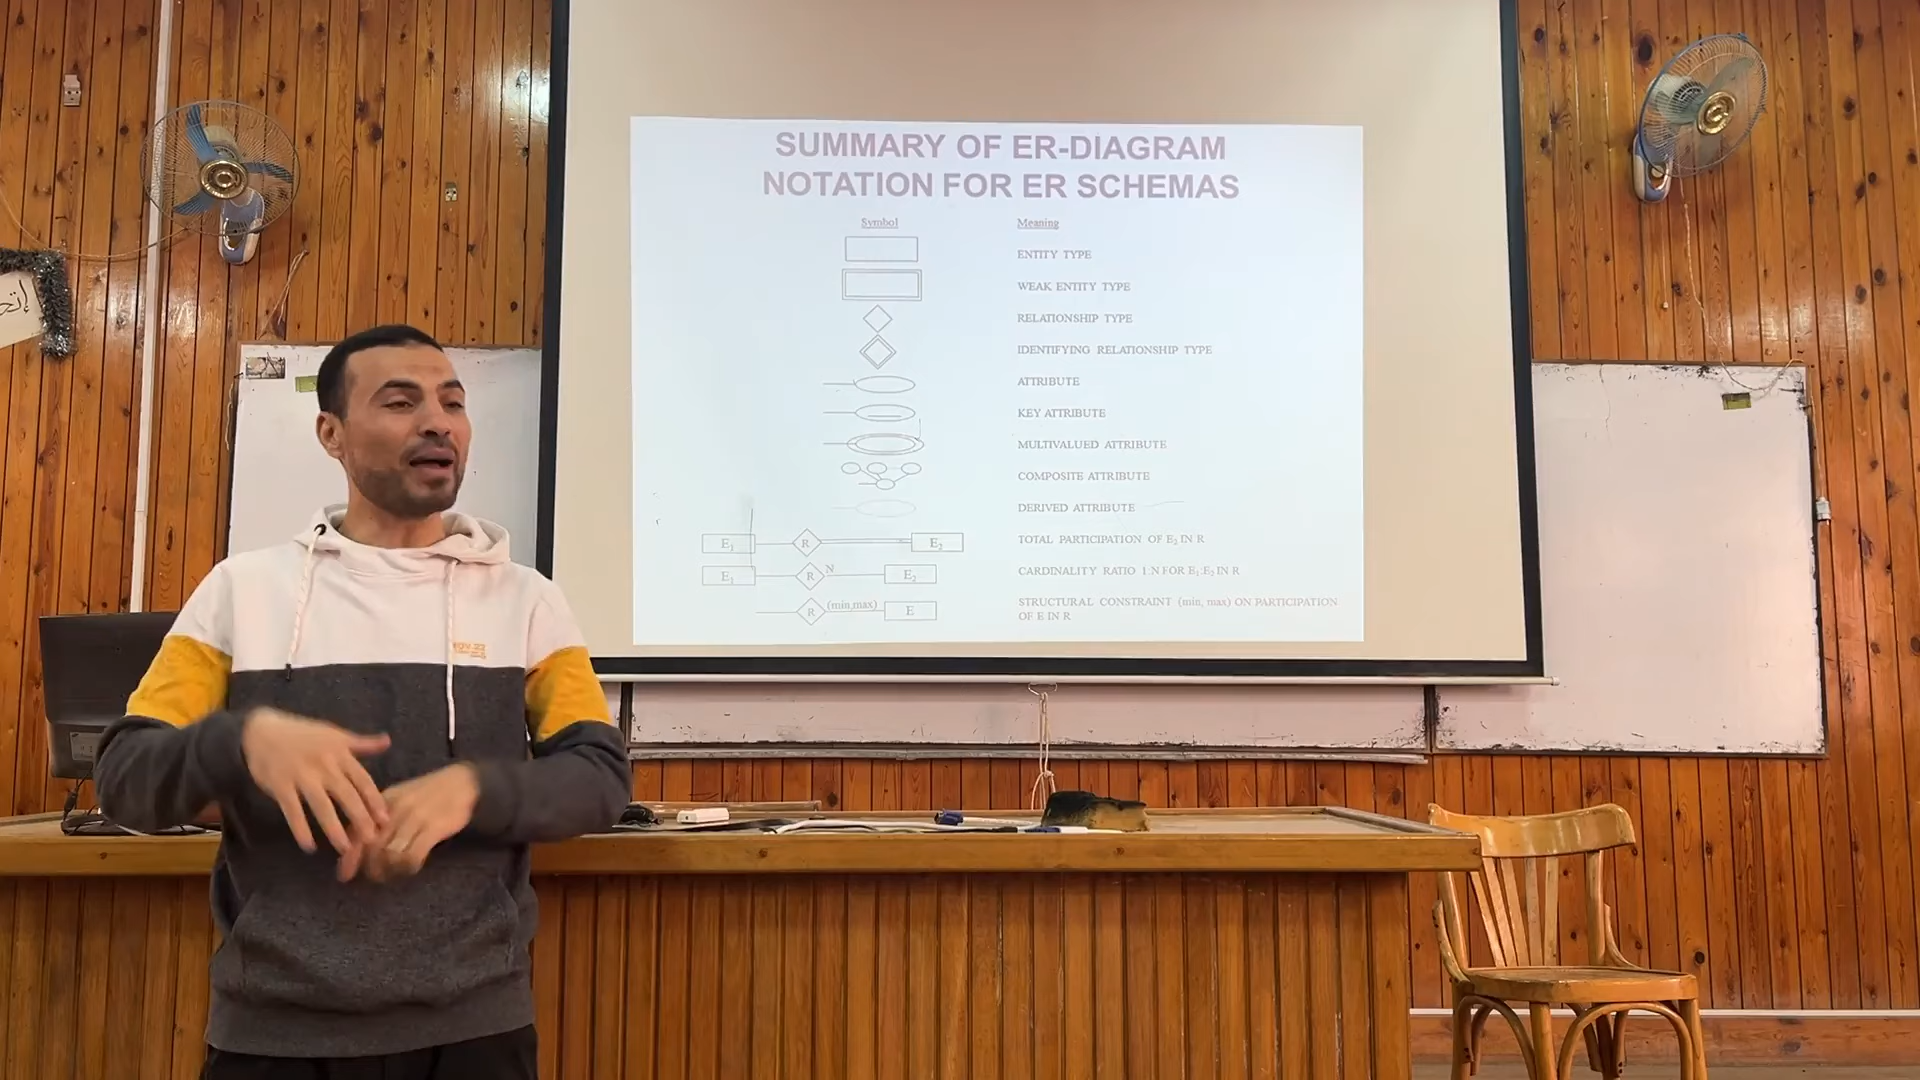 SUMMARY OF ER-DIAGRAM
NOTATION FOR ER SCHEMAS
Symbol Meaning
ENTITY TYPE
WEAK ENTITY TYPE
RELATIONSHIP TYPE
IDENTIFYING RELATIONSHIP TYPE
ATTRIBUTE
KEY ATTRIBUTE
MULTIVALUED ATTRIBUTE
COMPOSITE ATTRIBUTE
DERIVED ATTRIBUTE
E₁ R E₂ TOTAL PARTICIPATION OF E₂ IN R
E₁ R N E₂ CARDINALITY RATIO 1:N FOR E₁:E₂ IN R
R (min,max) E STRUCTURAL CONSTRAINT (min, max) ON PARTICIPATION
OF E IN R